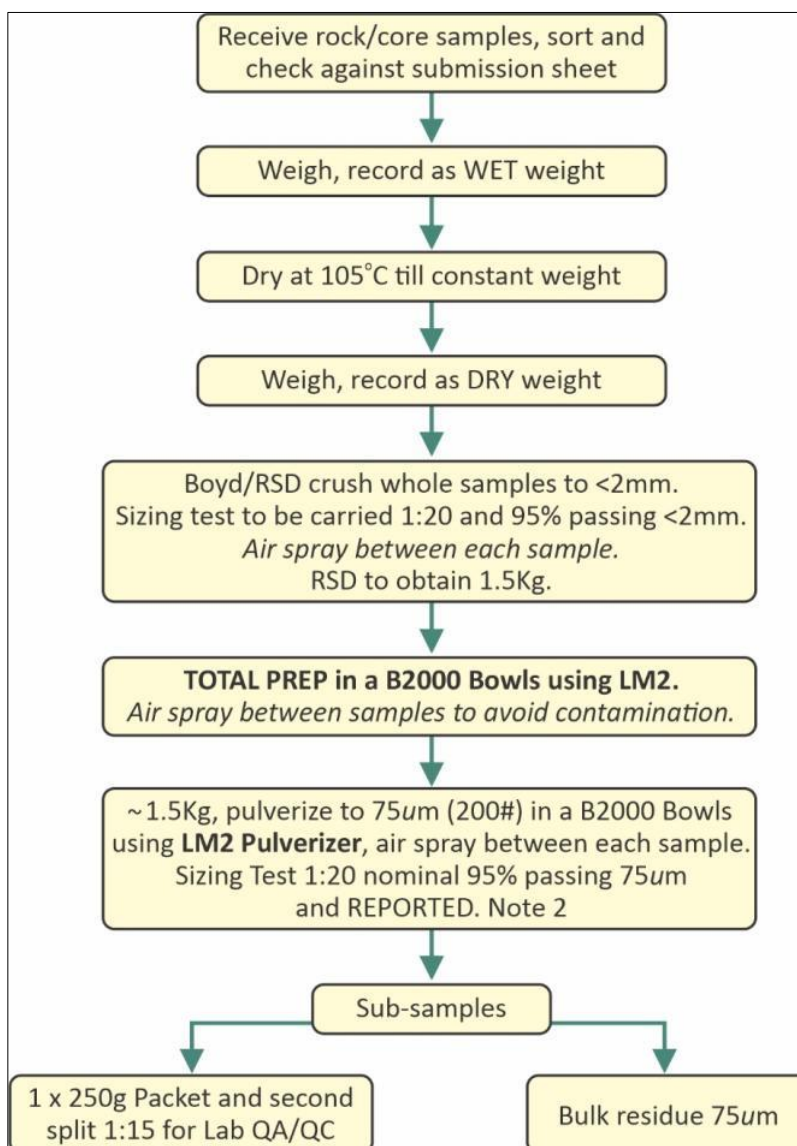 Receive rock/core samples, sort and
check against submission sheet
Weigh, record as WET weight
Dry at 105°C till constant weight
Weigh, record as DRY weight
Boyd/RSD crush whole samples to <2mm.
Sizing test to be carried 1:20 and 95% passing <2mm.
Air spray between each sample.
RSD to obtain 1.5Kg.
TOTAL PREP in a B2000 Bowls using LM2.
Air spray between samples to avoid contamination.
~1.5Kg, pulverize to 75um (200#) in a B2000 Bowls
using LM2 Pulverizer, air spray between each sample.
Sizing Test 1:20 nominal 95% passing 75um
and REPORTED. Note 2
Sub-samples
1 x 250g Packet and second
split 1:15 for Lab QA/QC
Bulk residue 75um